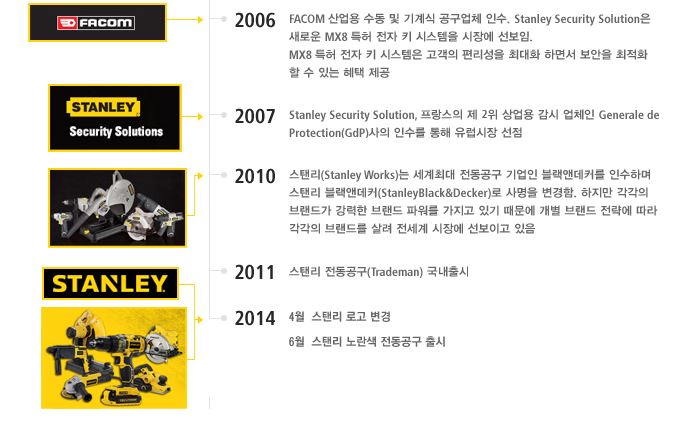 FACOM
2006 FACOM 산업용 수동 및 기계식 공구업체 인수. Stanley Security Solution은
새로운 MX8 특허 전자 키 시스템을 시장에 선보임.
MX8 특허 전자 키 시스템은 고객의 편리성을 최대화 하면서 보안을 최적화
할 수 있는 혜택 제공
STANLEY
Security Solutions
2007 Stanley Security Solution, 프랑스의 제 2위 상업용 감시 업체인 Generale de
Protection(GdP)사의 인수를 통해 유럽시장 선점
2010 스탠리(Stanley Works)는 세계최대 전동공구 기업인 블랙앤데커를 인수하며
스탠리 블랙앤데커(StanleyBlack&Decker)로 사명을 변경함. 하지만 각각의
브랜드가 강력한 브랜드 파워를 가지고 있기 때문에 개별 브랜드 전략에 따라
각각의 브랜드를 살려 전세계 시장에 선보이고 있음
2011 스탠리 전동공구(Trademan) 국내출시
STANLEY
2014 4월 스탠리 로고 변경
6월 스탠리 노란색 전동공구 출시